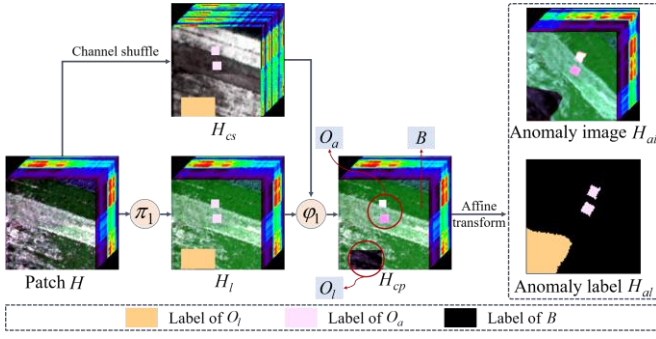 Channel shuffle
H_cs
O_a
B
Anomaly image H_ai
Patch H
π_1
H_l
φ_1
H_cp
O_l
Affine
transform
Anomaly label H_al
Label of O_l
Label of O_a
Label of B